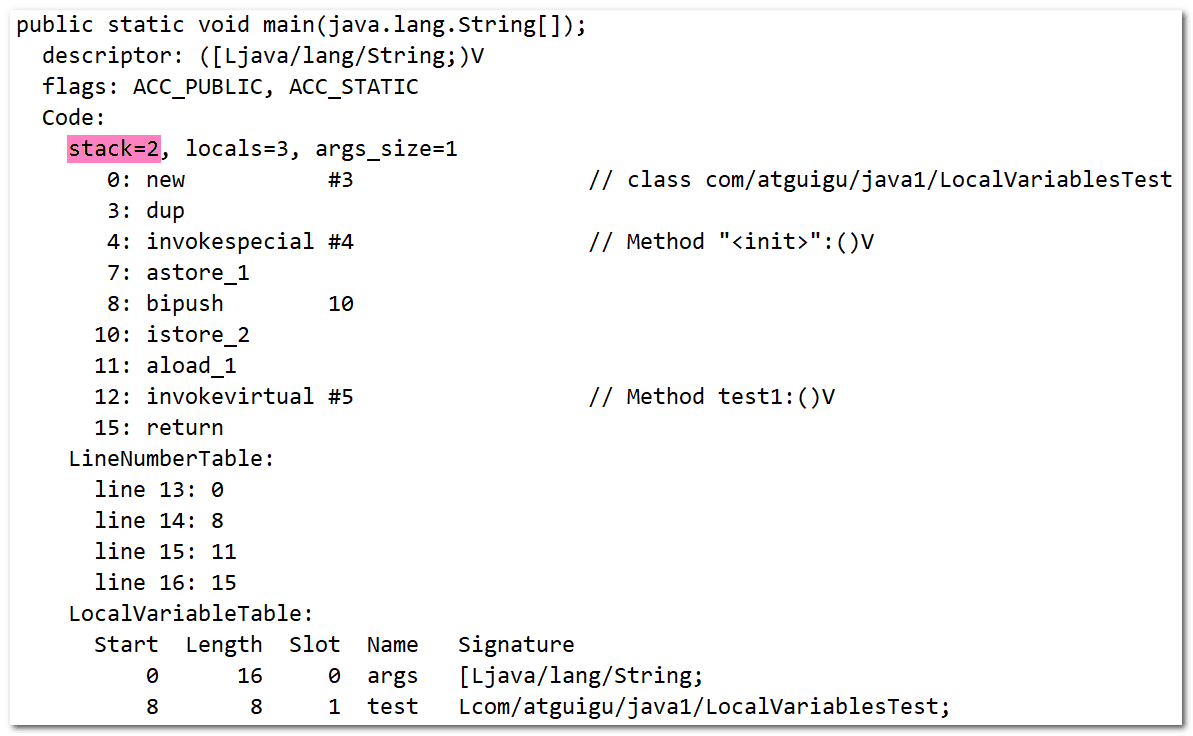 public static void main(java.lang.String[]);
  descriptor: ([Ljava/lang/String;)V
  flags: ACC_PUBLIC, ACC_STATIC
  Code:
    stack=2, locals=3, args_size=1
       0: new           #3                  // class com/atguigu/java1/LocalVariablesTest
       3: dup
       4: invokespecial #4                  // Method "<init>":()V
       7: astore_1
       8: bipush        10
      10: istore_2
      11: aload_1
      12: invokevirtual #5                  // Method test1:()V
      15: return
    LineNumberTable:
      line 13: 0
      line 14: 8
      line 15: 11
      line 16: 15
    LocalVariableTable:
      Start  Length  Slot  Name   Signature
          0      16     0  args   [Ljava/lang/String;
          8       8     1  test   Lcom/atguigu/java1/LocalVariablesTest;